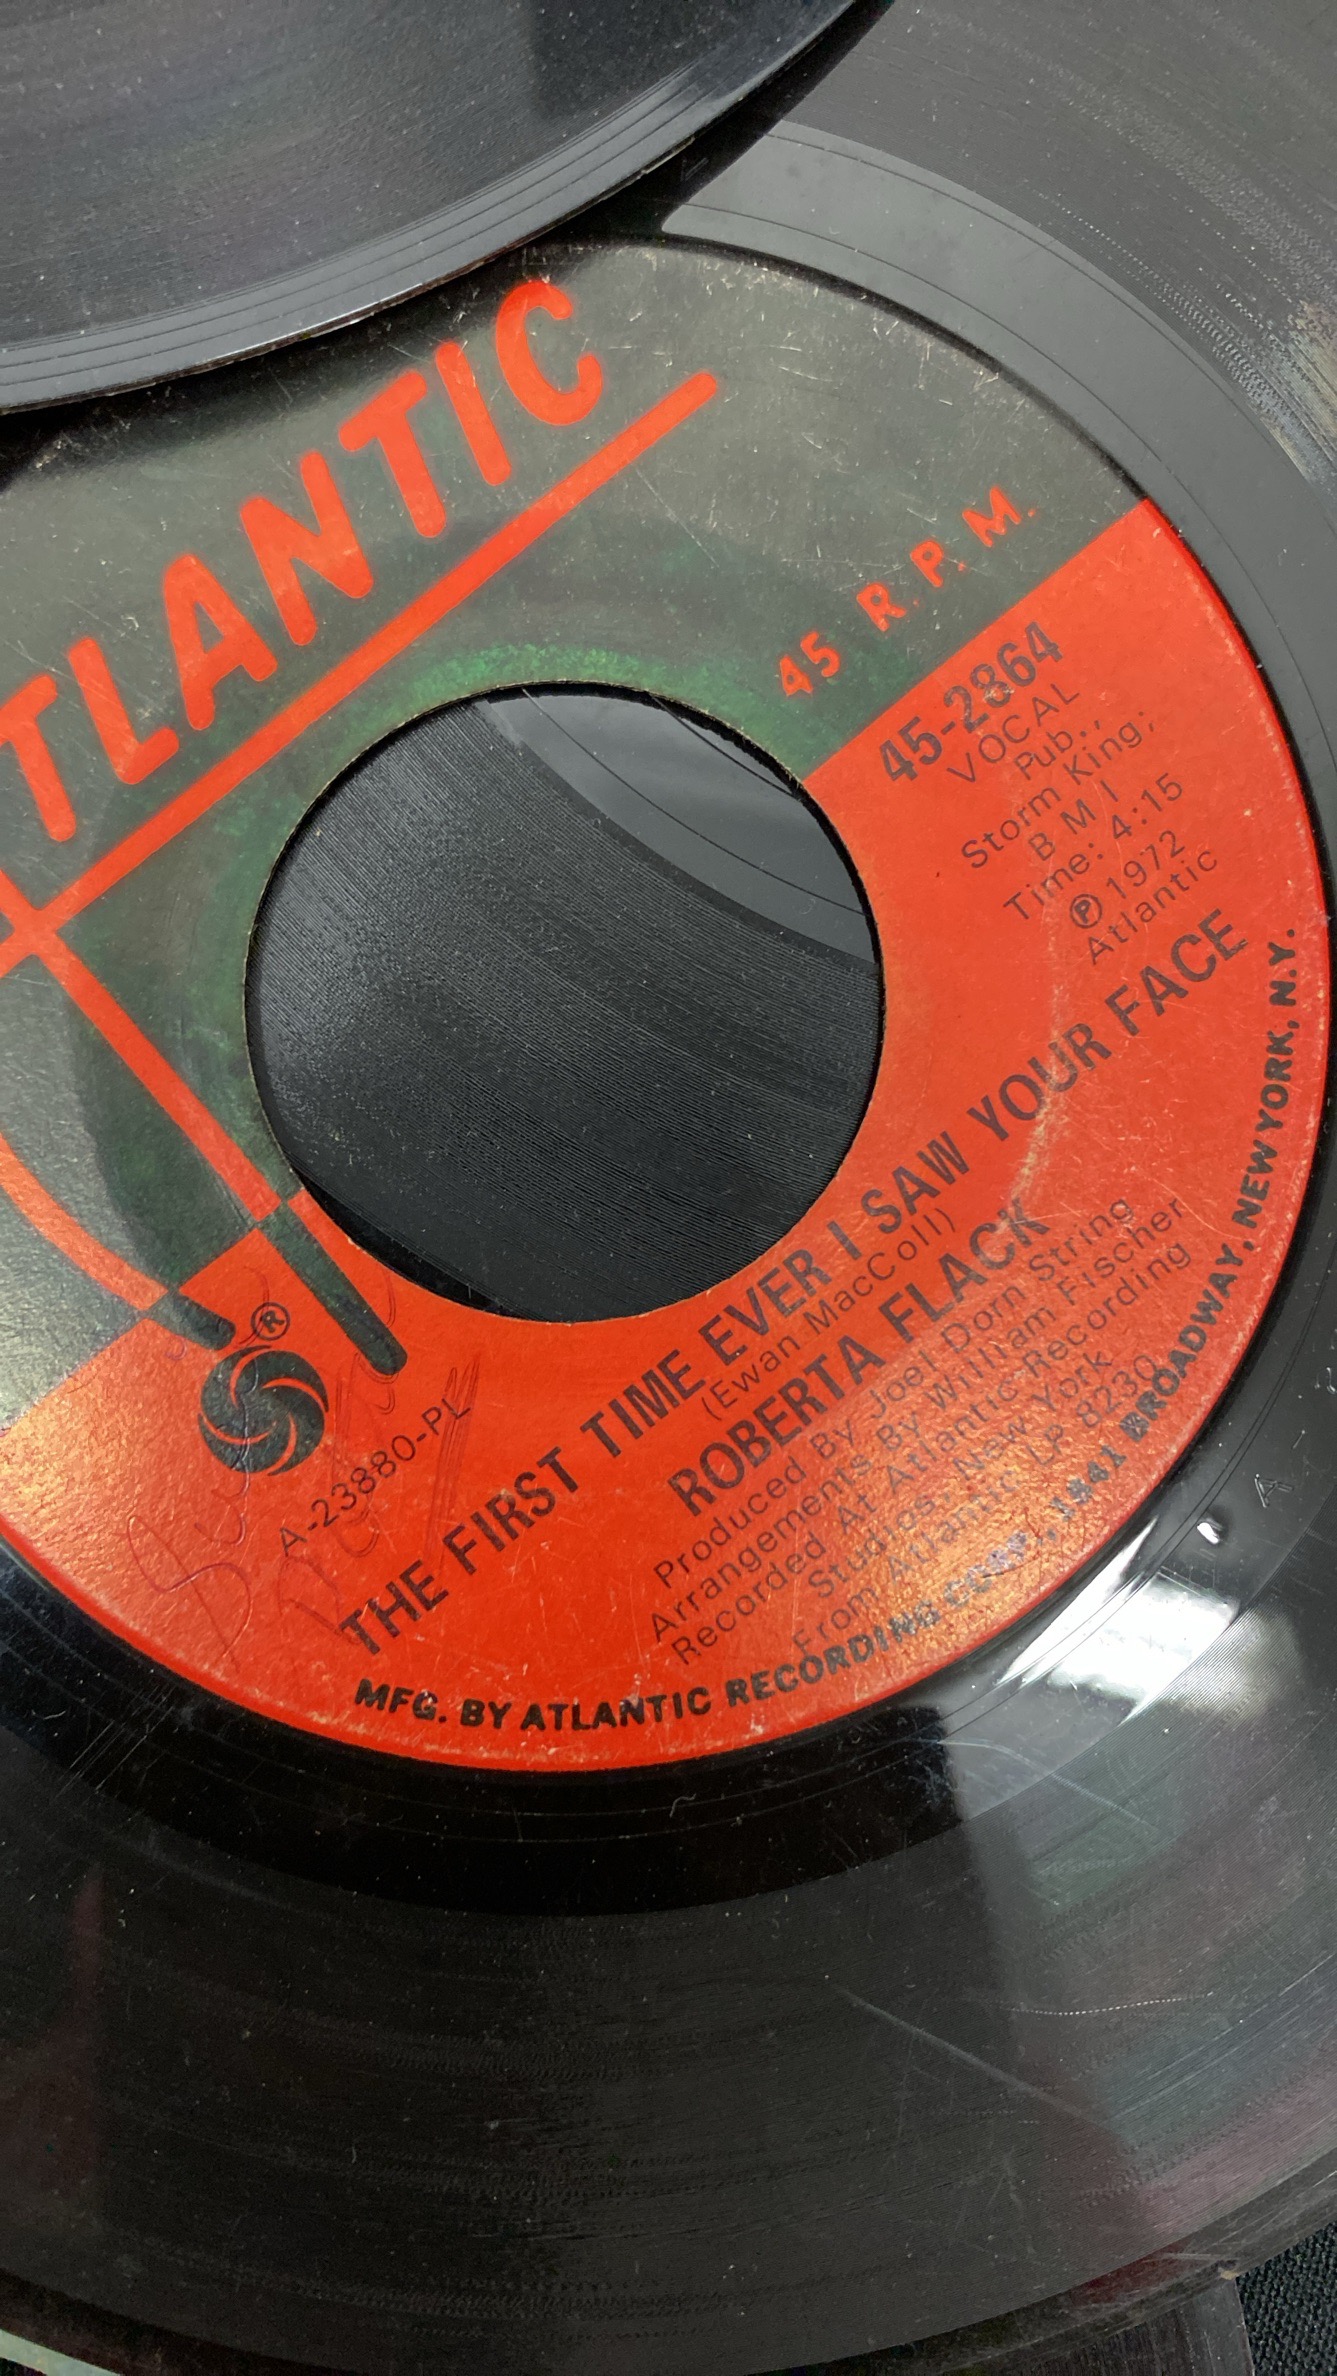 TLANTIC
45 R.P.M.
45-2864
VOCAL
Pub.,
Storm King;
B M I
Time: 4:15
Ⓟ 1972
Atlantic
®
A-23880-PL
THE FIRST TIME EVER I SAW YOUR FACE
(Ewan MacColl)
ROBERTA FLACK
Produced By Joel Dorn String
Arrangements By William Fischer
Recorded At Atlantic Recording
Studios, New York
From Atlantic LP 8230
MFG. BY ATLANTIC RECORDING CORP., 1841 BROADWAY, NEW YORK, N.Y.
A